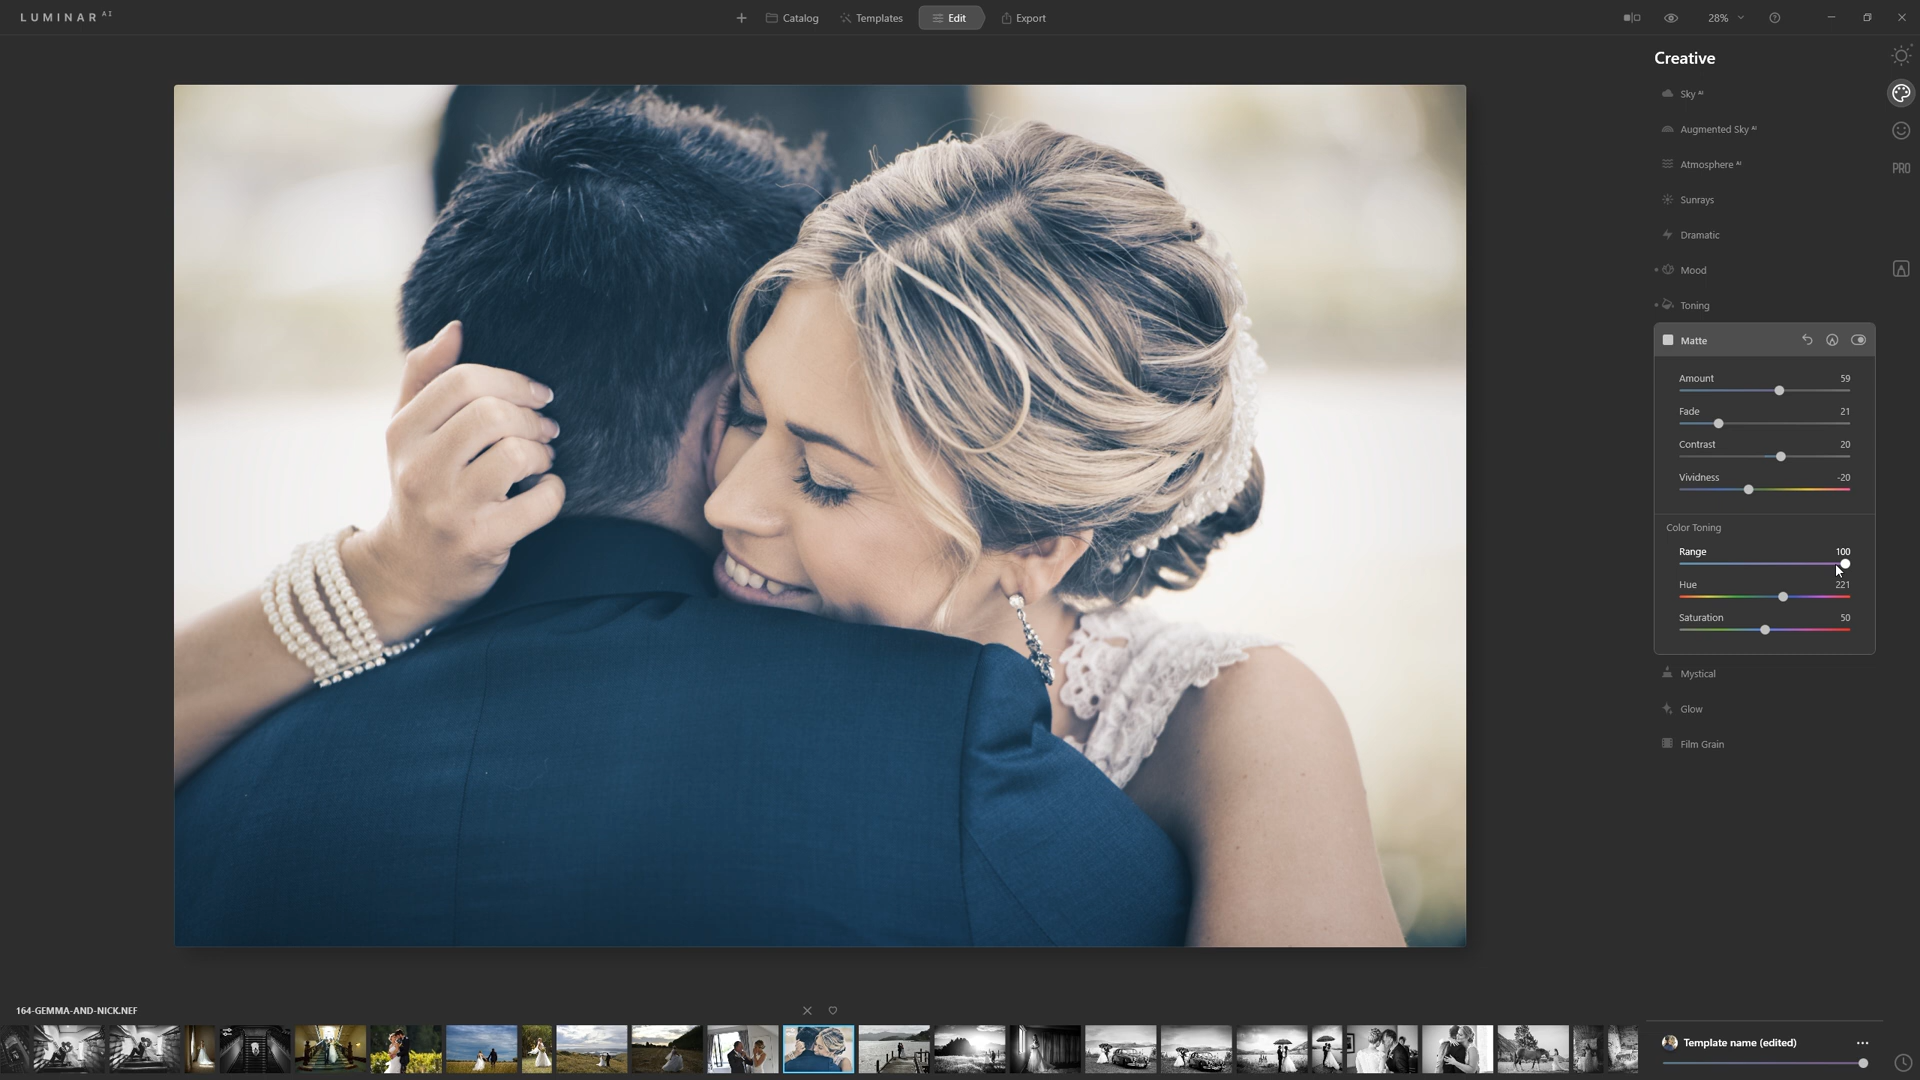 LUMINAR AI
Catalog
Templates
Edit
Export
28%
Creative
Sky AI
Augmented Sky AI
Atmosphere AI
PRO
Sunrays
Dramatic
Mood
Toning
Matte
Amount 59
Fade 21
Contrast 20
Vividness -20
Color Toning
Range 100
Hue 221
Saturation 50
Mystical
Glow
Film Grain
164-GEMMA-AND-NICK.NEF
Template name (edited)